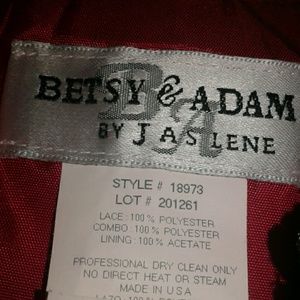 BETSY & ADAM
BY JASLENE
STYLE # 18973
LOT # 201261
LACE : 100 % POLYESTER
COMBO : 100 % POLYESTER
LINING : 100 % ACETATE
PROFESSIONAL DRY CLEAN ONLY
NO DIRECT HEAT OR STEAM
MADE IN U.S.A